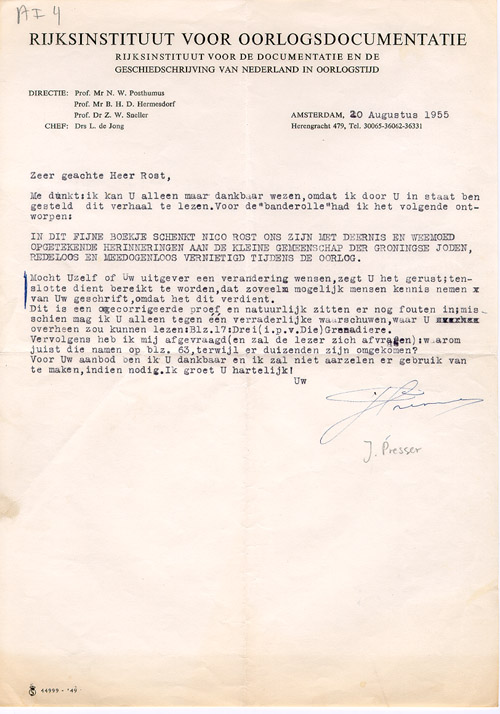 AI 4
RIJKSINSTITUUT VOOR OORLOGSDOCUMENTATIE
RIJKSINSTITUUT VOOR DE DOCUMENTATIE EN DE
GESCHIEDSCHRIJVING VAN NEDERLAND IN OORLOGSTIJD
DIRECTIE: Prof. Mr N. W. Posthumus
Prof. Mr B. H. D. Hermesdorf
Prof. Dr Z. W. Sneller
CHEF: Drs L. de Jong
AMSTERDAM, 20 Augustus 1955
Herengracht 479, Tel. 30065-36062-36331
Zeer geachte Heer Rost,
Me dunkt:ik kan U alleen maar dankbaar wezen,omdat ik door U in staat ben
gesteld dit verhaal te lezen.Voor de"banderolle"had ik het volgende ont-
worpen:
IN DIT FIJNE BOEKJE SCHENKT NICO ROST ONS ZIJN MET DEERNIS EN WEEMOED
OPGETEKENDE HERINNERINGEN AAN DE KLEINE GEMEENSCHAP DER GRONINGSE JODEN,
REDELOOS EN MEEDOGENLOOS VERNIETIGD TIJDENS DE OORLOG.
Mocht Uzelf of Uw uitgever een verandering wensen,zegt U het gerust;ten-
slotte dient bereikt te worden,dat zoveelm mogelijk mensen kennis nemen x
van Uw geschrift,omdat het dit verdient.
Dit is een ongecorrigeerde proef en natuurlijk zitten er nog fouten in;mis-
schien mag ik U alleen tegen een verraderlijke waarschuwen,waar U
overheen zou kunnen lezen:Blz.17:Drei(i.p.v.Die)Grenadiere.
Vervolgens heb ik mij afgevraagd(en zal de lezer zich afvragen):waarom
juist die namen op blz. 63,terwijl er duizenden zijn omgekomen?
Voor Uw aanbod ben ik U dankbaar en ik zal niet aarzelen er gebruik van
te maken,indien nodig.Ik groet U hartelijk!
Uw
J. Presser
44999 - '49